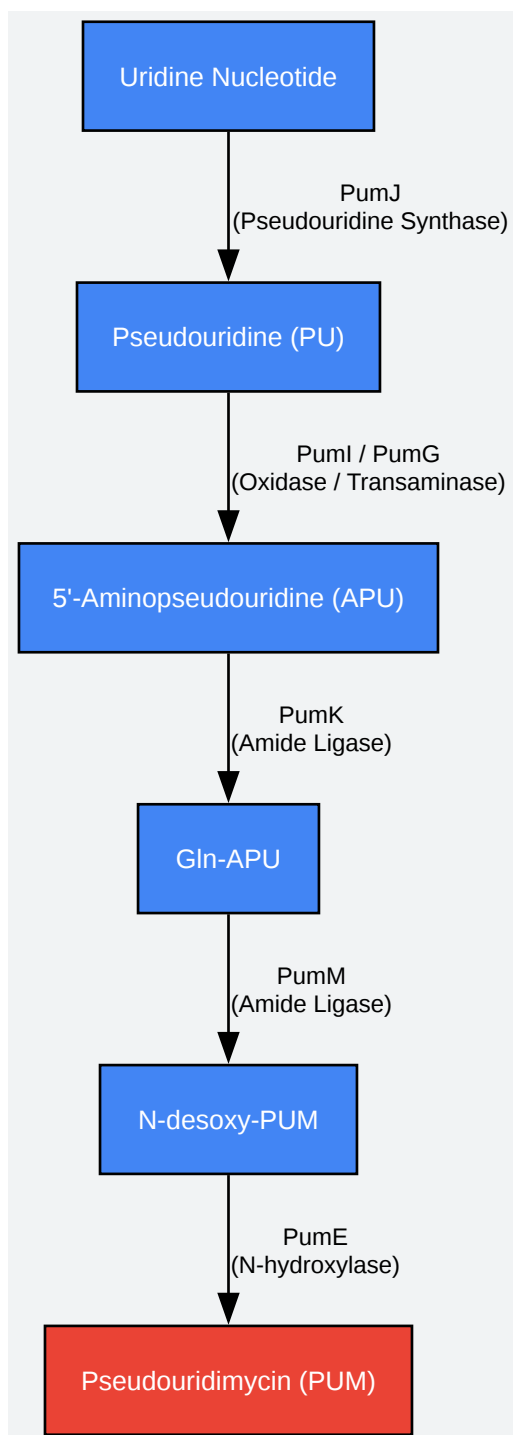 Uridine Nucleotide
PumJ
(Pseudouridine Synthase)
Pseudouridine (PU)
PumI / PumG
(Oxidase / Transaminase)
5'-Aminopseudouridine (APU)
PumK
(Amide Ligase)
Gln-APU
PumM
(Amide Ligase)
N-desoxy-PUM
PumE
(N-hydroxylase)
Pseudouridimycin (PUM)